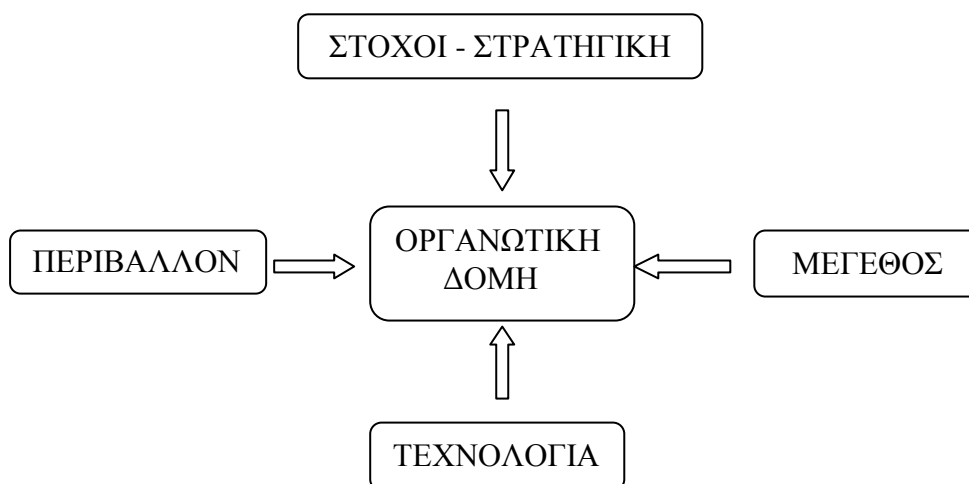 ΣΤΟΧΟΙ - ΣΤΡΑΤΗΓΙΚΗ
ΠΕΡΙΒΑΛΛΟΝ
ΟΡΓΑΝΩΤΙΚΗ
ΔΟΜΗ
ΜΕΓΕΘΟΣ
ΤΕΧΝΟΛΟΓΙΑ